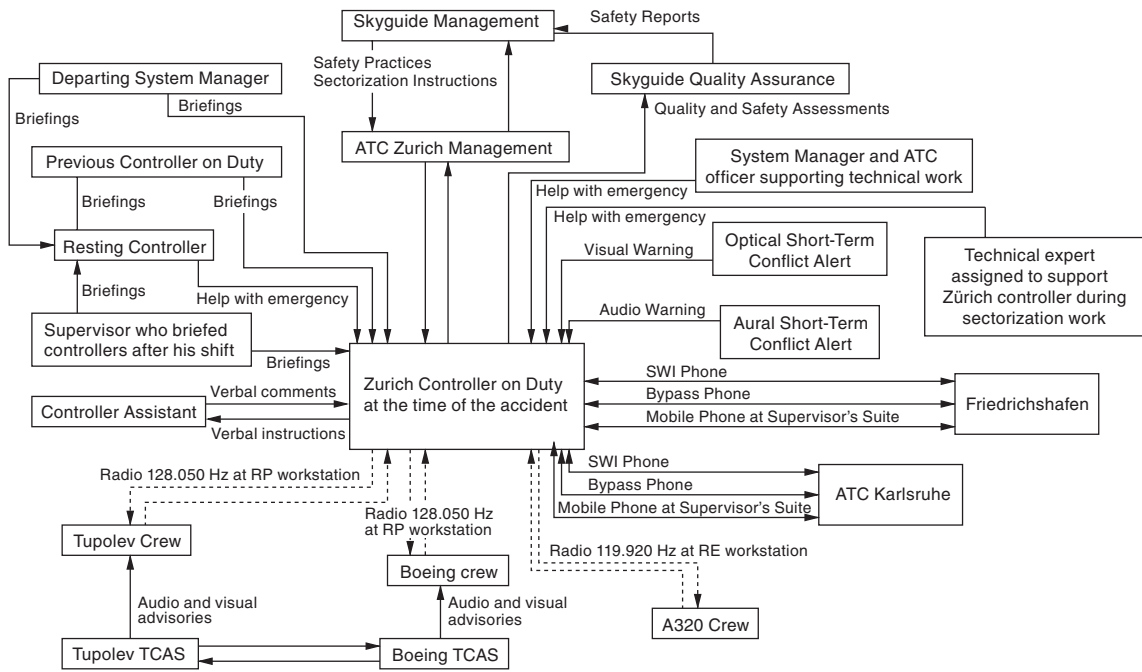 Skyguide Management
Safety Reports
Safety Practices
Sectorization Instructions
Departing System Manager
Briefings
Briefings
Skyguide Quality Assurance
Quality and Safety Assessments
ATC Zurich Management
Previous Controller on Duty
Briefings
Briefings
System Manager and ATC
officer supporting technical work
Help with emergency
Help with emergency
Resting Controller
Visual Warning
Optical Short-Term
Conflict Alert
Technical expert
assigned to support
Zürich controller during
sectorization work
Briefings
Help with emergency
Audio Warning
Aural Short-Term
Conflict Alert
Supervisor who briefed
controllers after his shift
Briefings
Zurich Controller on Duty
at the time of the accident
SWI Phone
Bypass Phone
Mobile Phone at Supervisor's Suite
Friedrichshafen
Verbal comments
Controller Assistant
Verbal instructions
SWI Phone
Bypass Phone
Mobile Phone at Supervisor's Suite
ATC Karlsruhe
Radio 128.050 Hz at RP workstation
Radio 128.050 Hz
at RP workstation
Radio 119.920 Hz at RE workstation
Tupolev Crew
Boeing crew
A320 Crew
Audio and visual
advisories
Audio and visual
advisories
Tupolev TCAS
Boeing TCAS